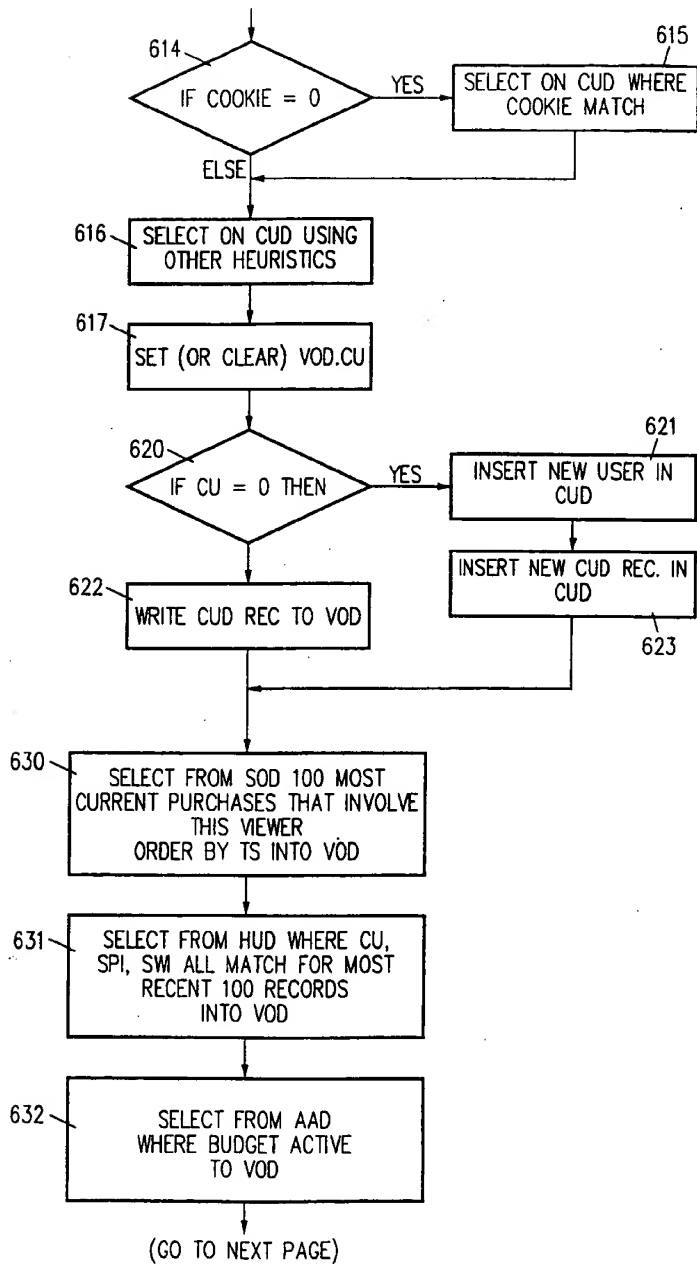 614
IF COOKIE = 0
YES
615
SELECT ON CUD WHERE
COOKIE MATCH
ELSE
616
SELECT ON CUD USING
OTHER HEURISTICS
617
SET (OR CLEAR) VOD.CU
620
IF CU = 0 THEN
YES
621
INSERT NEW USER IN
CUD
622
WRITE CUD REC TO VOD
INSERT NEW CUD REC. IN
CUD
623
630
SELECT FROM SOD 100 MOST
CURRENT PURCHASES THAT INVOLVE
THIS VIEWER
ORDER BY TS INTO VOD
631
SELECT FROM HUD WHERE CU,
SPI, SWI ALL MATCH FOR MOST
RECENT 100 RECORDS
INTO VOD
632
SELECT FROM AAD
WHERE BUDGET ACTIVE
TO VOD
(GO TO NEXT PAGE)